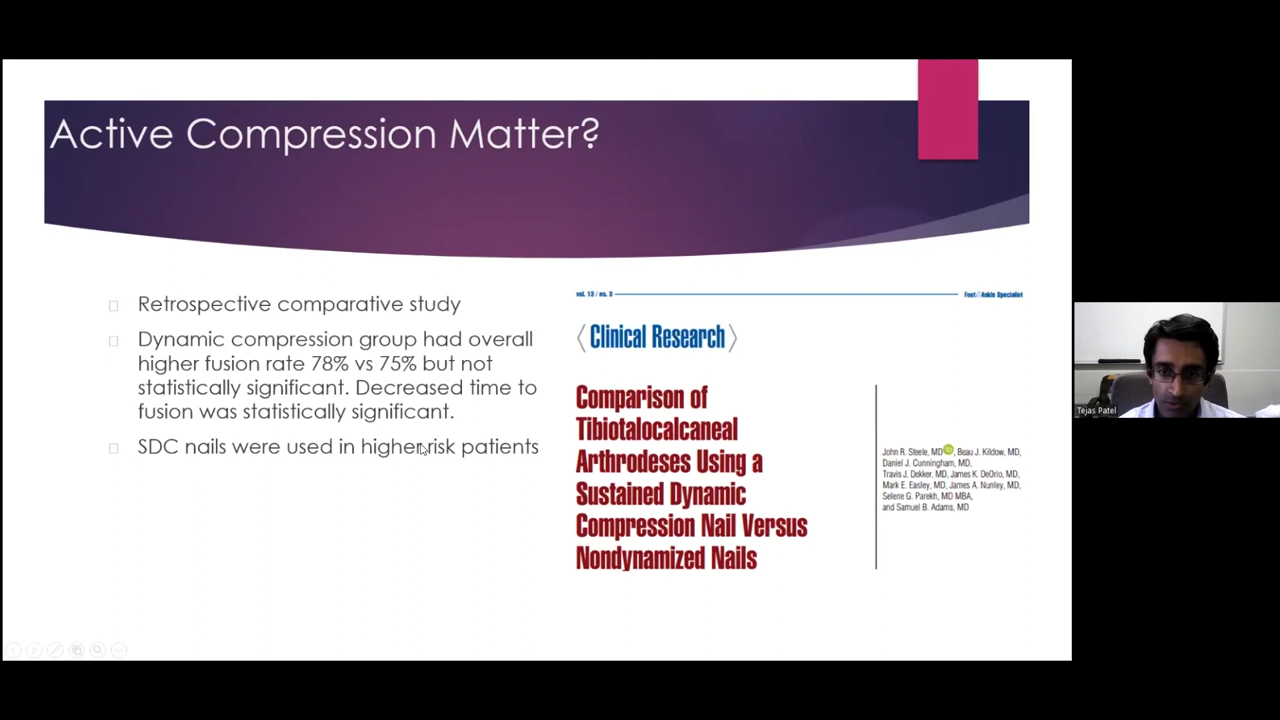 Active Compression Matter?
Retrospective comparative study
Dynamic compression group had overall
higher fusion rate 78% vs 75% but not
statistically significant. Decreased time to
fusion was statistically significant.
SDC nails were used in higher risk patients
vol. 13 / no. 3
Foot & Ankle Specialist
〈 Clinical Research 〉
Comparison of
Tibiotalocalcaneal
Arthrodeses Using a
Sustained Dynamic
Compression Nail Versus
Nondynamized Nails
John R. Steele, MD, Beau J. Kildow, MD,
Daniel J. Cunningham, MD,
Travis J. Dekker, MD, James K. DeOrio, MD,
Mark E. Easley, MD, James A. Nunley, MD,
Selene G. Parekh, MD MBA,
and Samuel B. Adams, MD
Tejas Patel